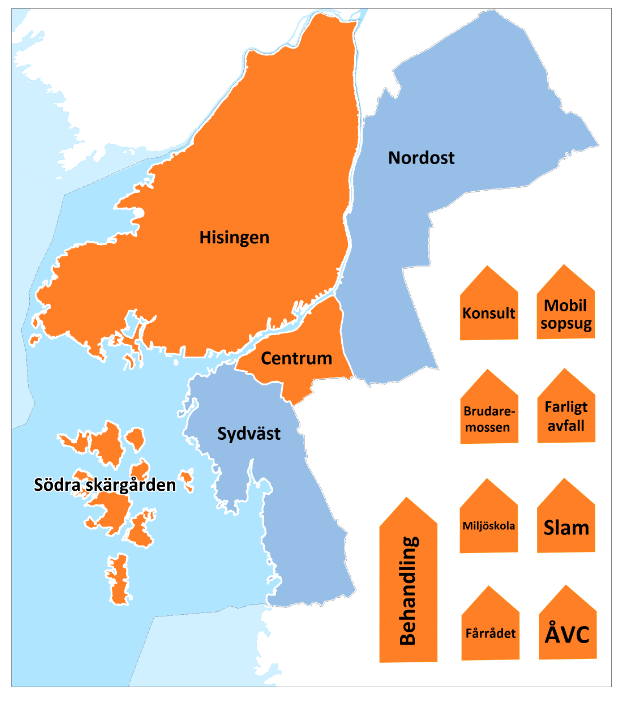 Nordost
Hisingen
Konsult
Mobil
sopsug
Centrum
Brudare-
mossen
Farligt
avfall
Sydväst
Södra skärgården
Behandling
Miljöskola
Slam
Fårrådet
ÅVC